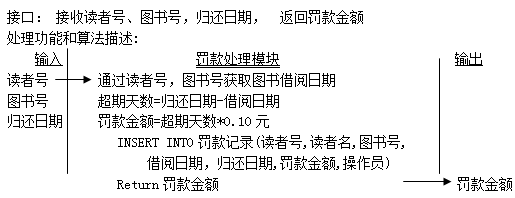 接口: 接收读者号、图书号，归还日期， 返回罚款金额
处理功能和算法描述:
输入 罚款处理模块 输出
读者号 通过读者号，图书号获取图书借阅日期
图书号 超期天数=归还日期-借阅日期
归还日期 罚款金额=超期天数*0.10 元
INSERT INTO 罚款记录(读者号,读者名,图书号,
借阅日期，归还日期,罚款金额,操作员)
Return 罚款金额 罚款金额